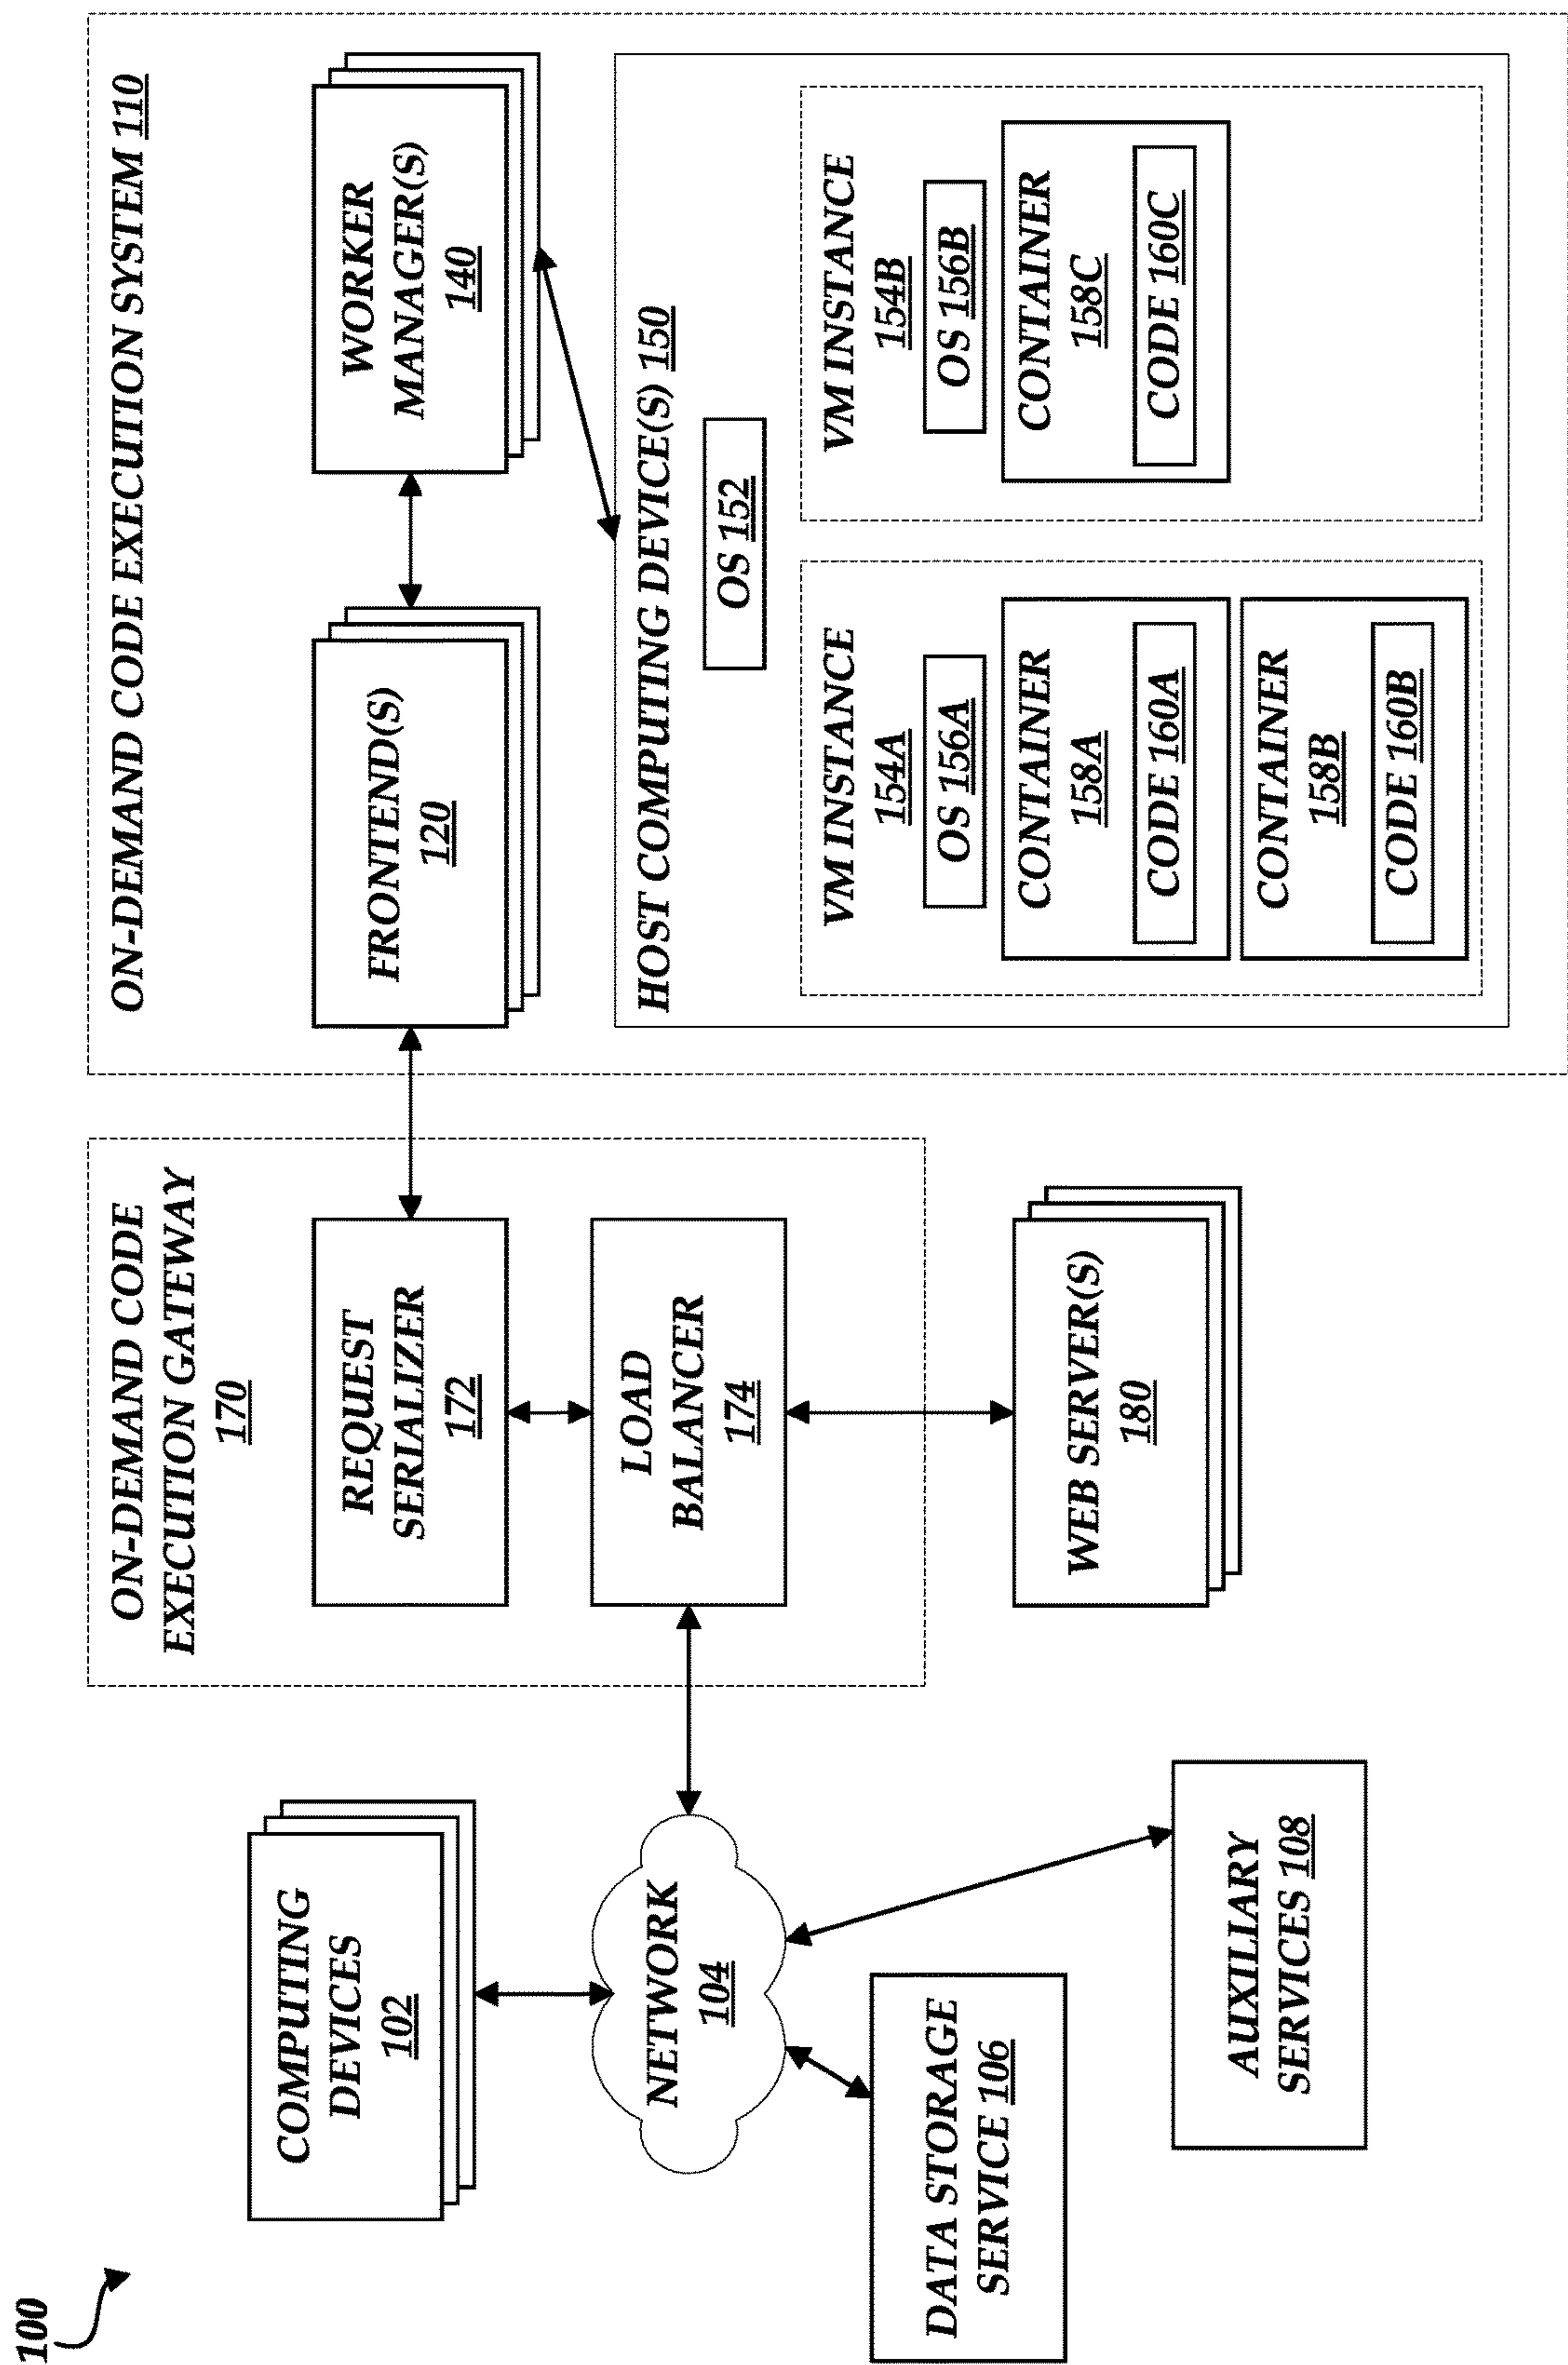 100
COMPUTING
DEVICES
102
NETWORK
104
DATA STORAGE
SERVICE 106
AUXILIARY
SERVICES 108
ON-DEMAND CODE
EXECUTION GATEWAY
170
REQUEST
SERIALIZER
172
LOAD
BALANCER
174
WEB SERVER(S)
180
ON-DEMAND CODE EXECUTION SYSTEM 110
FRONTEND(S)
120
WORKER
MANAGER(S)
140
HOST COMPUTING DEVICE(S) 150
OS 152
VM INSTANCE
154A
OS 156A
CONTAINER
158A
CODE 160A
CONTAINER
158B
CODE 160B
VM INSTANCE
154B
OS 156B
CONTAINER
158C
CODE 160C